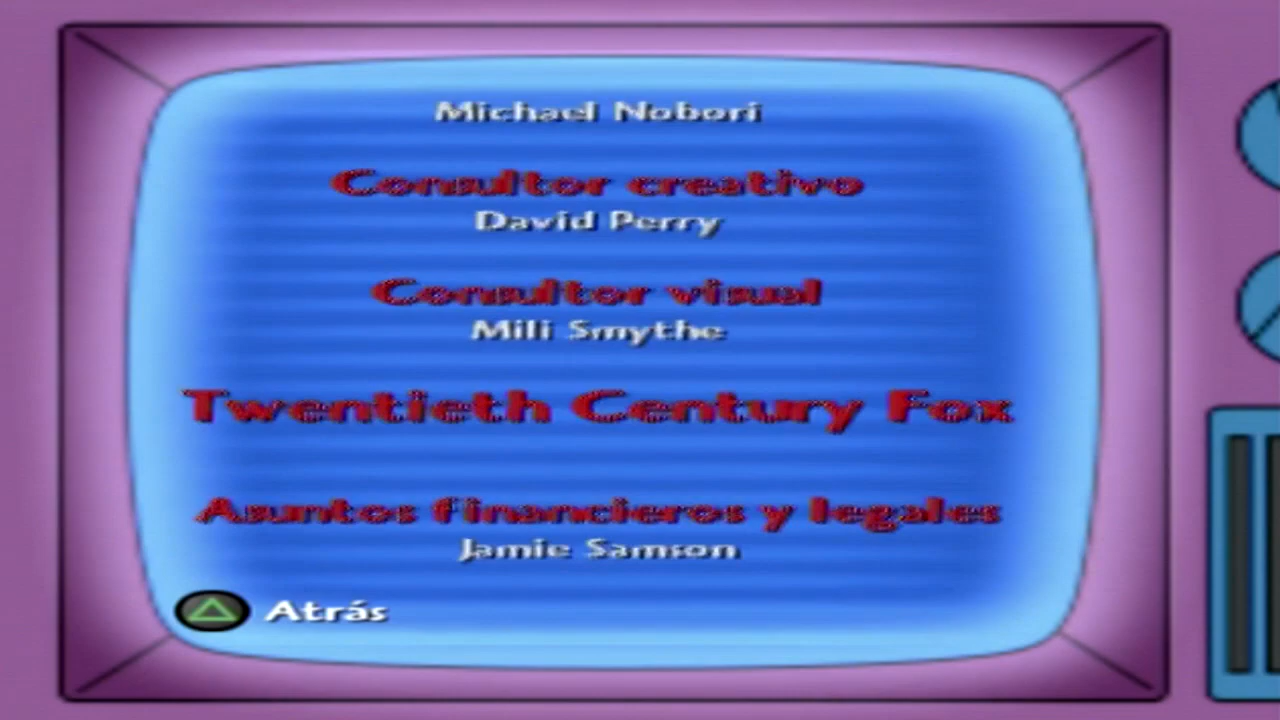 Michael Nobori
Consultor creativo
David Perry
Consultor visual
Mili Smythe
Twentieth Century Fox
Asuntos financieros y legales
Jamie Samson
Atrás